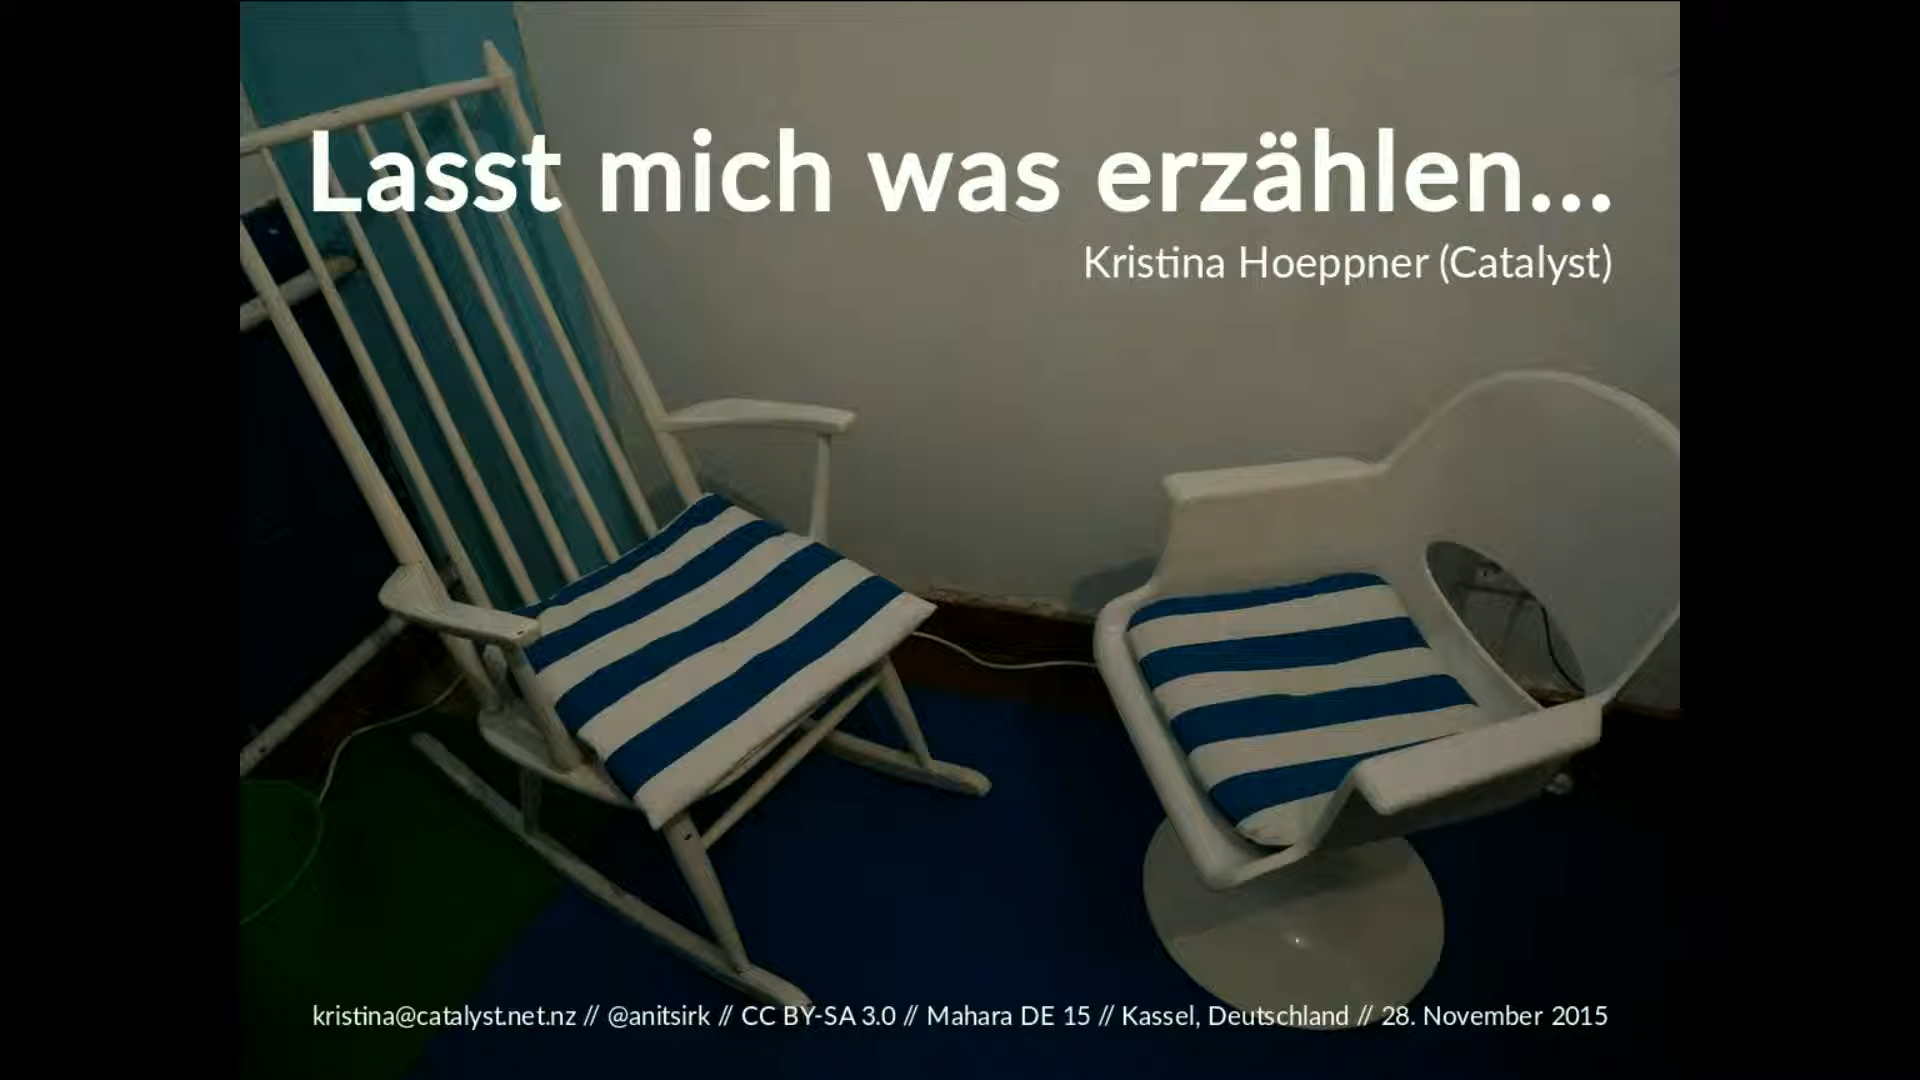 Lasst mich was erzählen...
Kristina Hoeppner (Catalyst)
kristina@catalyst.net.nz // @anitsirk // CC BY-SA 3.0 // Mahara DE 15 // Kassel, Deutschland // 28. November 2015